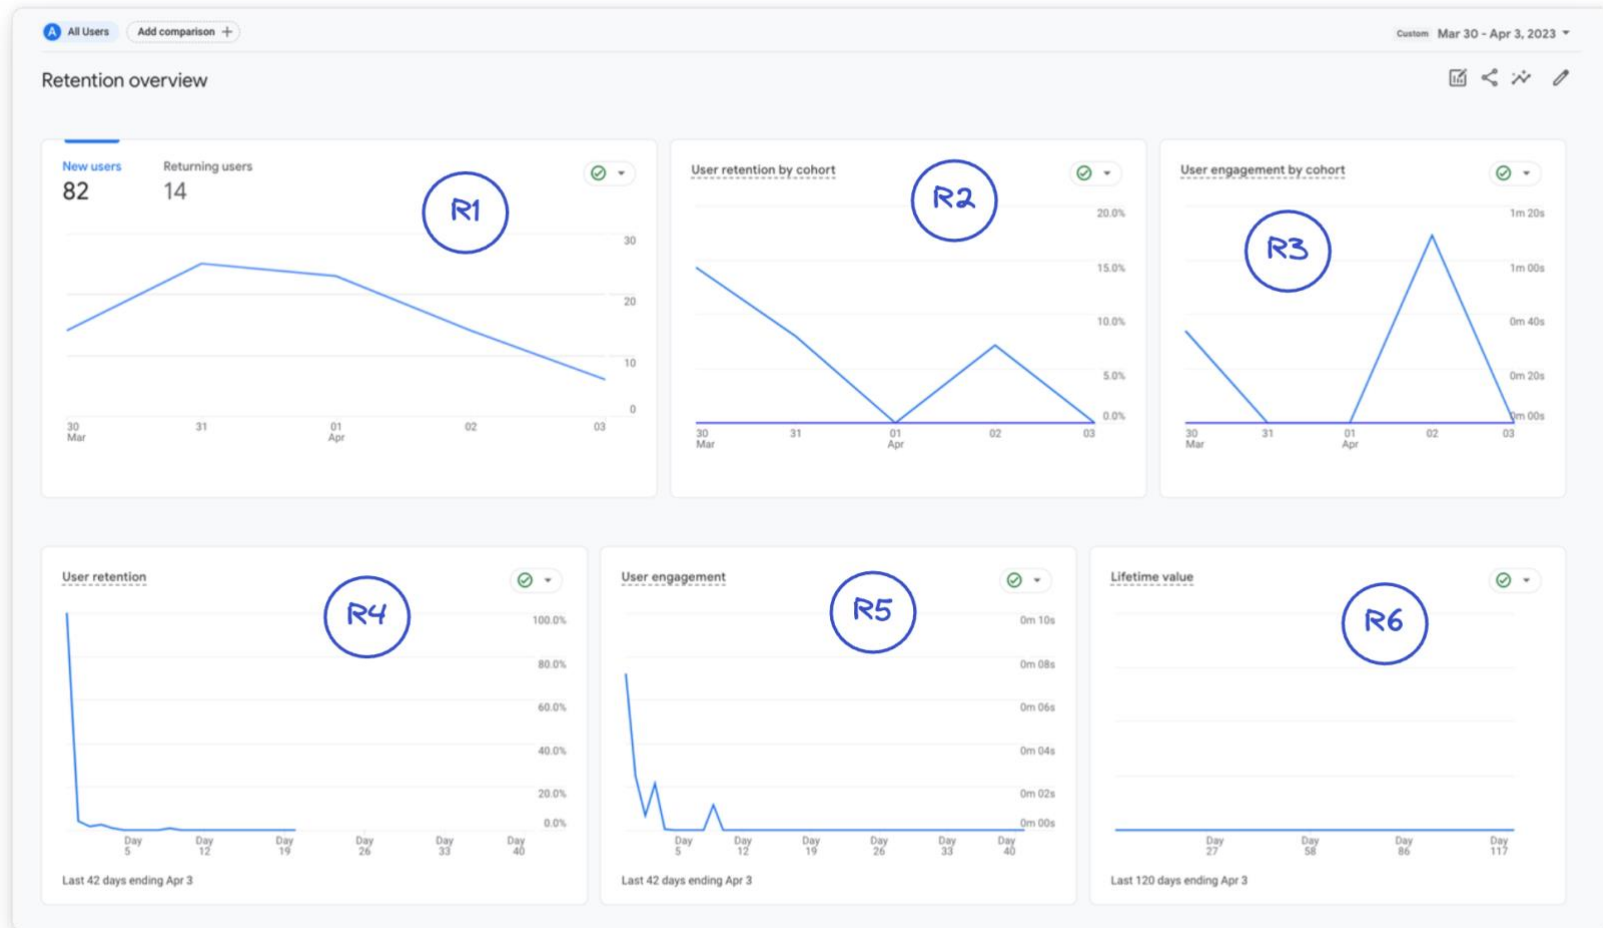 A All Users Add comparison +
Custom Mar 30 - Apr 3, 2023
Retention overview
New users
82
Returning users
14
R1
30
20
10
0
30
Mar
31
01
Apr
02
03
User retention by cohort
R2
20.0%
15.0%
10.0%
5.0%
0.0%
30
Mar
31
01
Apr
02
03
User engagement by cohort
R3
1m 20s
1m 00s
0m 40s
0m 20s
0m 00s
30
Mar
31
01
Apr
02
03
User retention
R4
100.0%
80.0%
60.0%
40.0%
20.0%
0.0%
Day
5
Day
12
Day
19
Day
26
Day
33
Day
40
Last 42 days ending Apr 3
User engagement
R5
0m 10s
0m 08s
0m 06s
0m 04s
0m 02s
0m 00s
Day
5
Day
12
Day
19
Day
26
Day
33
Day
40
Last 42 days ending Apr 3
Lifetime value
R6
Day
27
Day
58
Day
86
Day
117
Last 120 days ending Apr 3